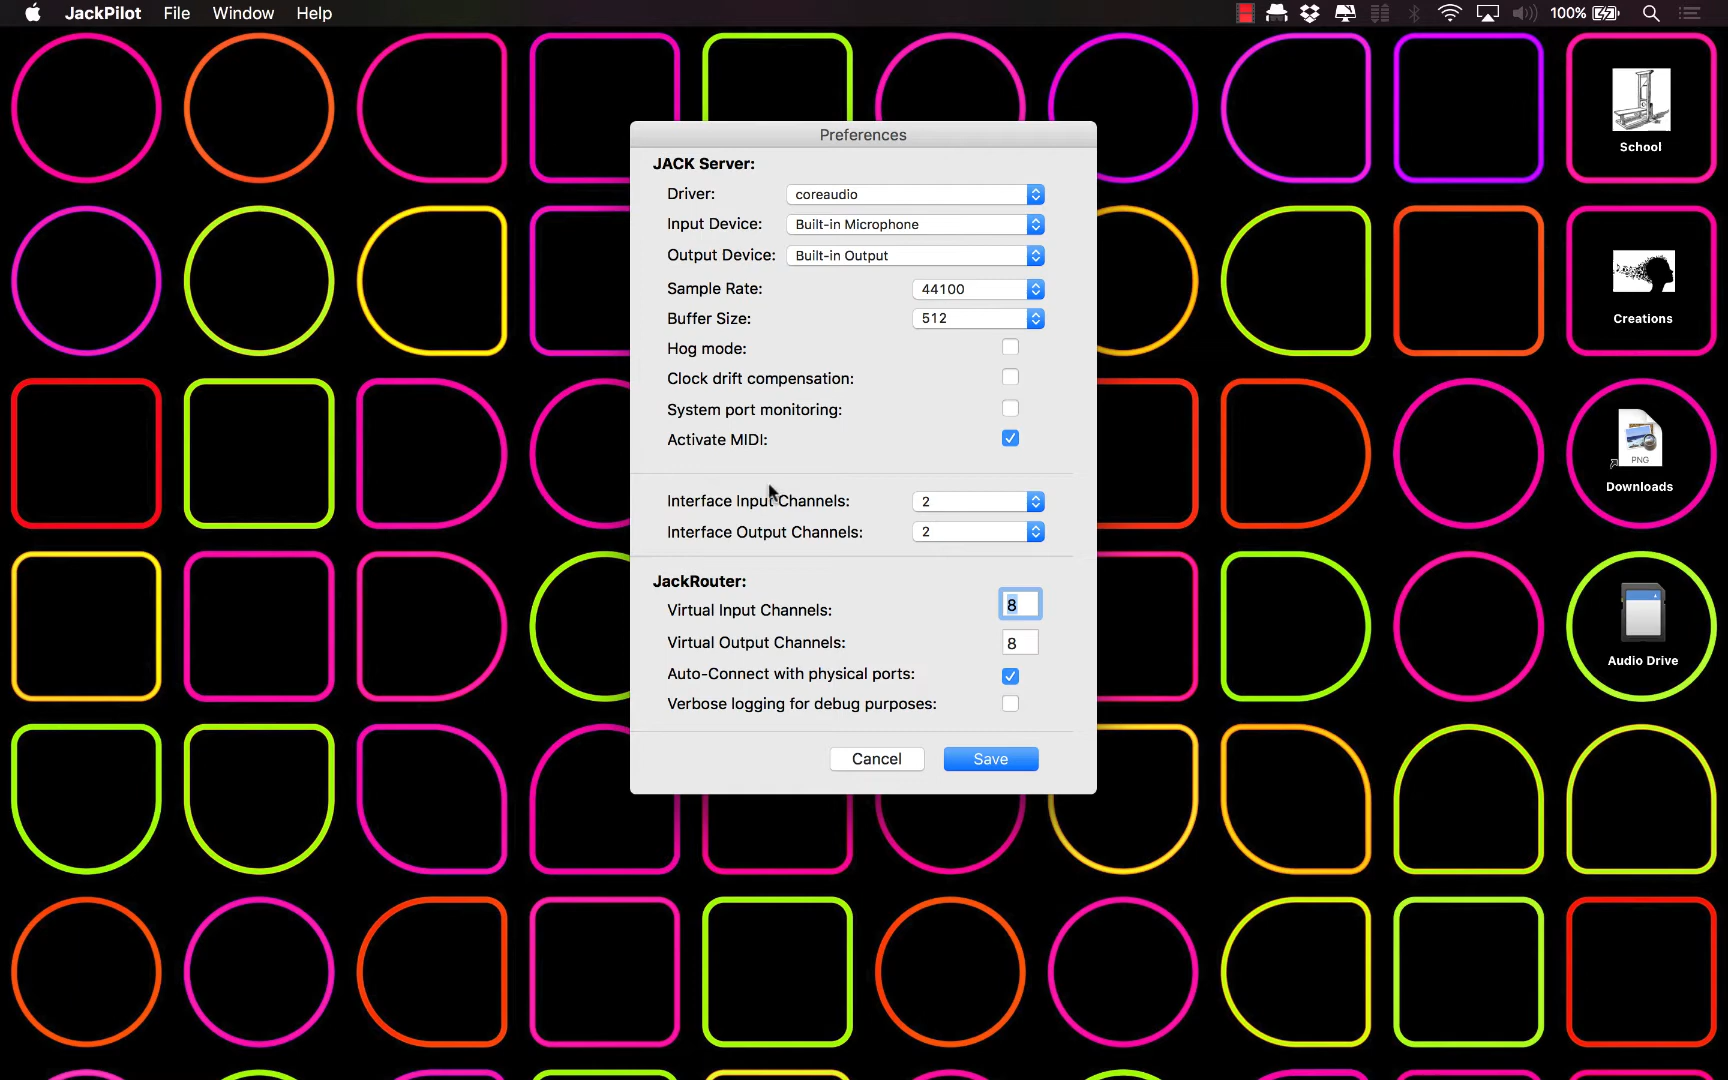 JackPilot File Window Help 100%
Preferences
JACK Server:
Driver: coreaudio
Input Device: Built-in Microphone
Output Device: Built-in Output
Sample Rate: 44100
Buffer Size: 512
Hog mode:
Clock drift compensation:
System port monitoring:
Activate MIDI:
Interface Input Channels: 2
Interface Output Channels: 2
JackRouter:
Virtual Input Channels: 8
Virtual Output Channels: 8
Auto-Connect with physical ports:
Verbose logging for debug purposes:
Cancel Save
School
Creations
PNG
Downloads
Audio Drive